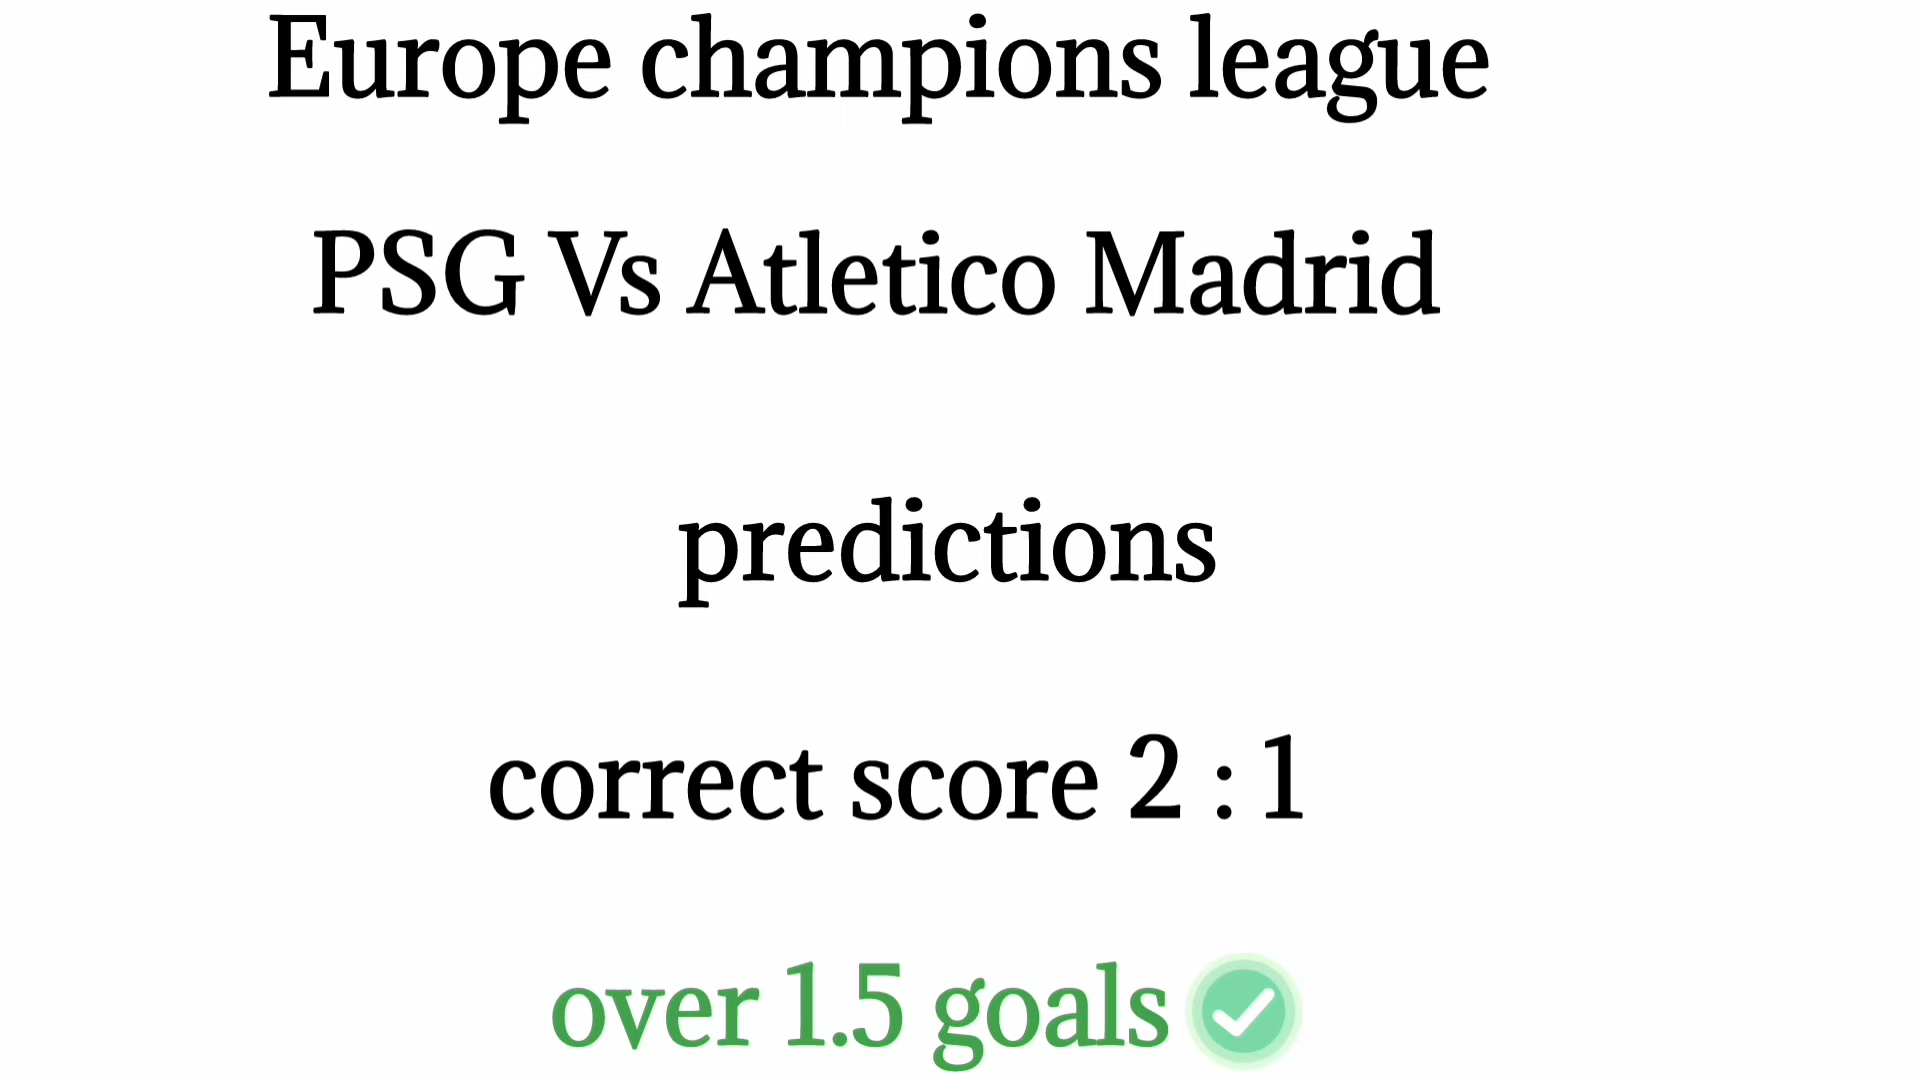 Europe champions league
PSG Vs Atletico Madrid
predictions
correct score 2 : 1
over 1.5 goals